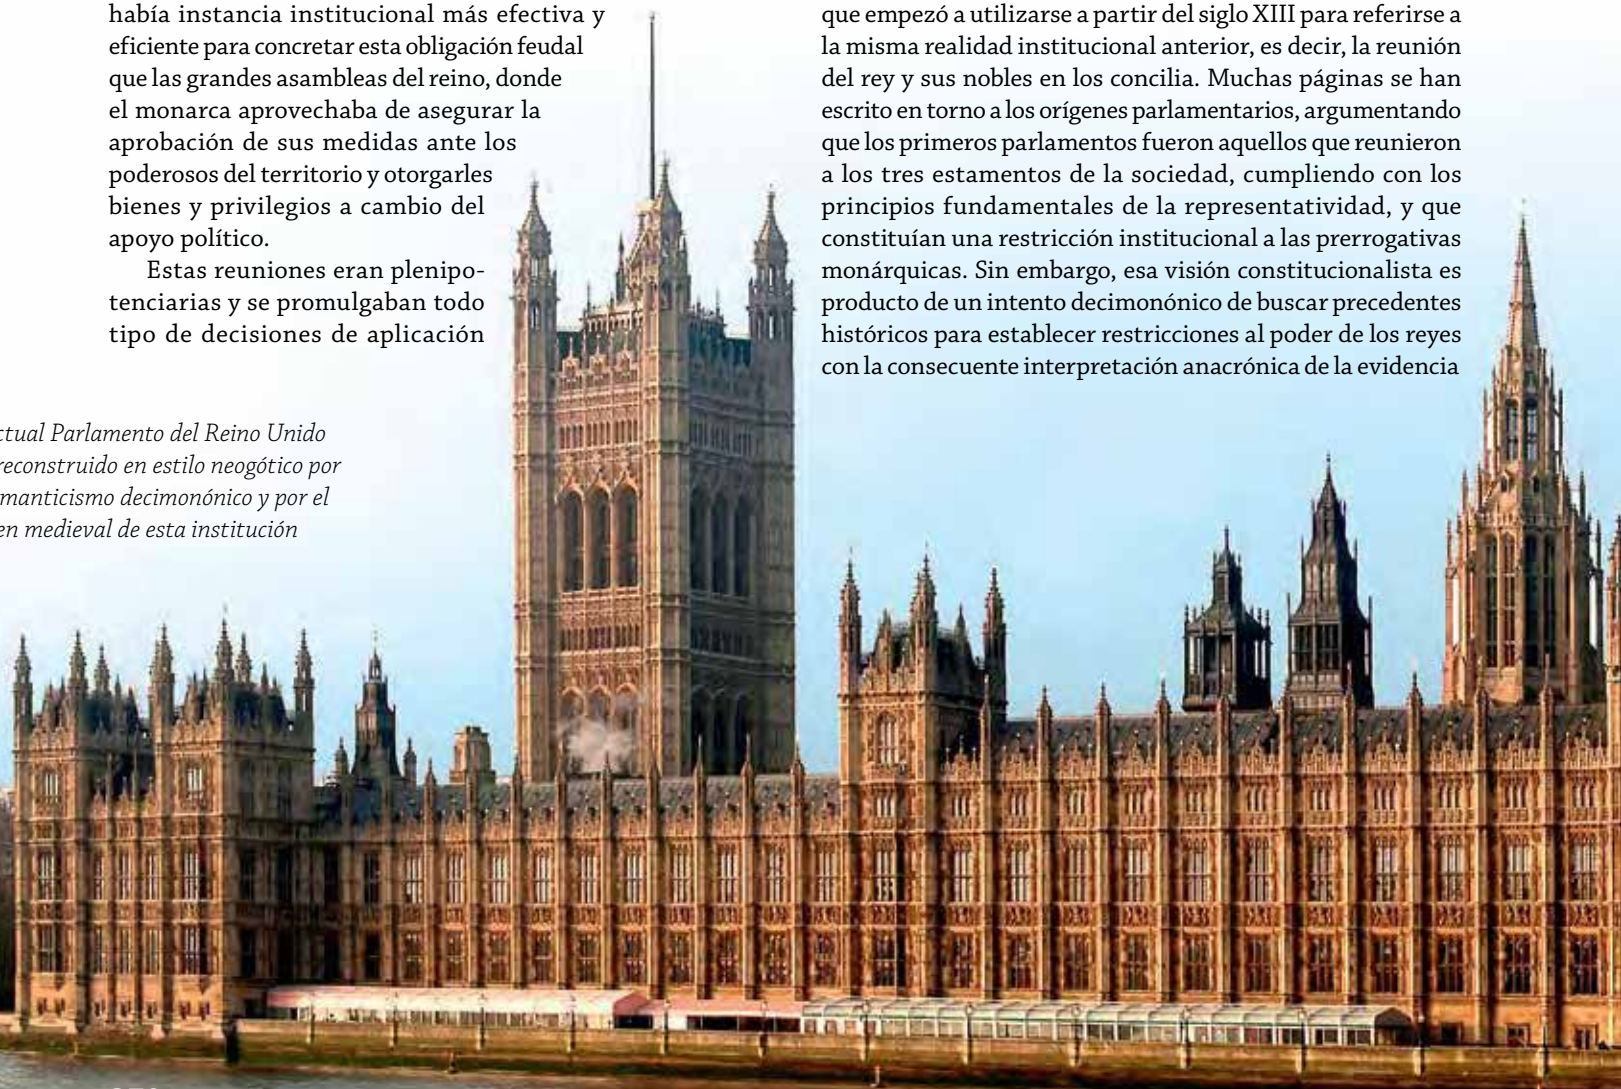 había instancia institucional más efectiva y
eficiente para concretar esta obligación feudal
que las grandes asambleas del reino, donde
el monarca aprovechaba de asegurar la
aprobación de sus medidas ante los
poderosos del territorio y otorgarles
bienes y privilegios a cambio del
apoyo político.
Estas reuniones eran plenipo-
tenciarias y se promulgaban todo
tipo de decisiones de aplicación
que empezó a utilizarse a partir del siglo XIII para referirse a
la misma realidad institucional anterior, es decir, la reunión
del rey y sus nobles en los concilia. Muchas páginas se han
escrito en torno a los orígenes parlamentarios, argumentando
que los primeros parlamentos fueron aquellos que reunieron
a los tres estamentos de la sociedad, cumpliendo con los
principios fundamentales de la representatividad, y que
constituían una restricción institucional a las prerrogativas
monárquicas. Sin embargo, esa visión constitucionalista es
producto de un intento decimonónico de buscar precedentes
históricos para establecer restricciones al poder de los reyes
con la consecuente interpretación anacrónica de la evidencia
ctual Parlamento del Reino Unido
reconstruido en estilo neogótico por
manticismo decimonónico y por el
en medieval de esta institución